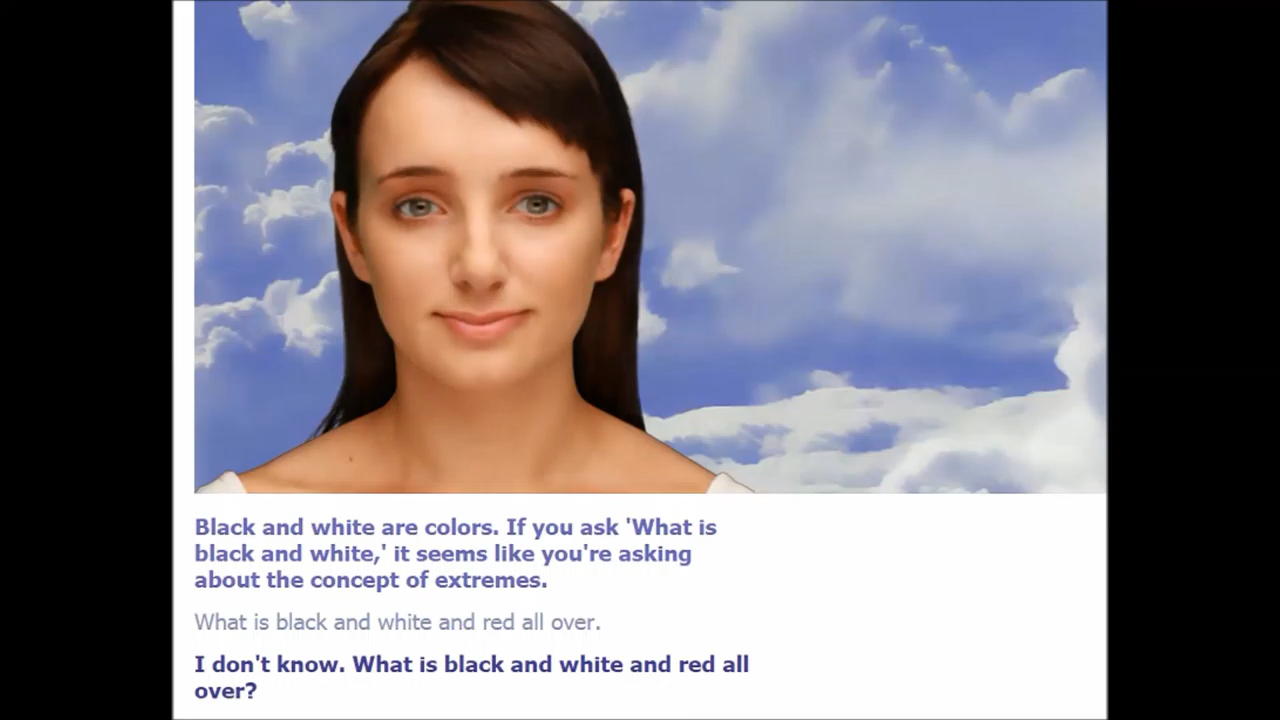 Black and white are colors. If you ask 'What is
black and white,' it seems like you're asking
about the concept of extremes.
What is black and white and red all over.
I don't know. What is black and white and red all
over?